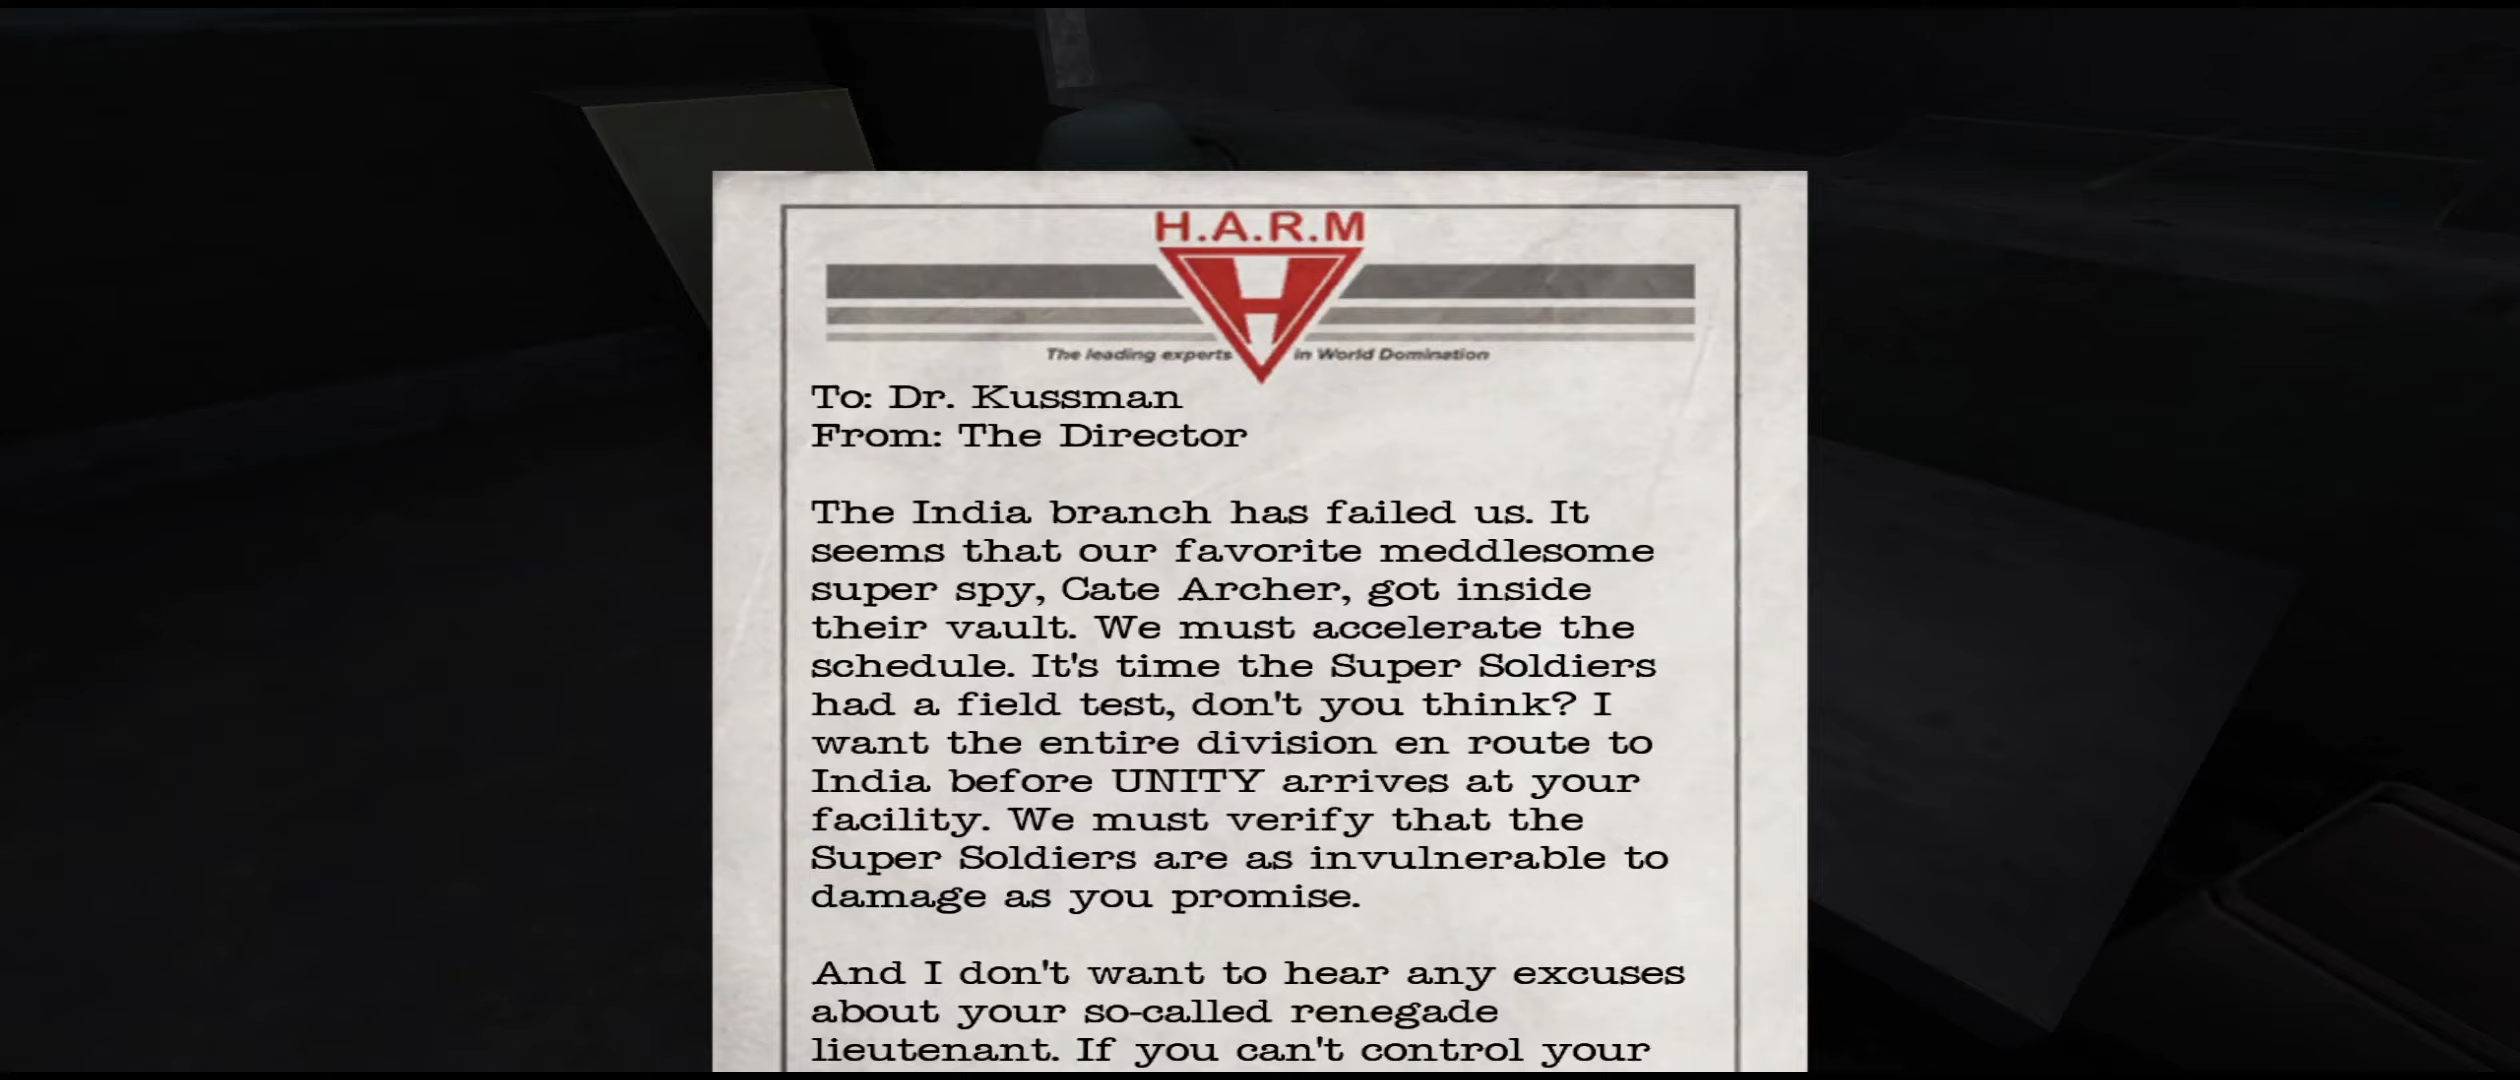 H.A.R.M
H
The leading experts in World Domination
To: Dr. Kussman
From: The Director
The India branch has failed us. It
seems that our favorite meddlesome
super spy, Cate Archer, got inside
their vault. We must accelerate the
schedule. It's time the Super Soldiers
had a field test, don't you think? I
want the entire division en route to
India before UNITY arrives at your
facility. We must verify that the
Super Soldiers are as invulnerable to
damage as you promise.
And I don't want to hear any excuses
about your so-called renegade
lieutenant. If you can't control your